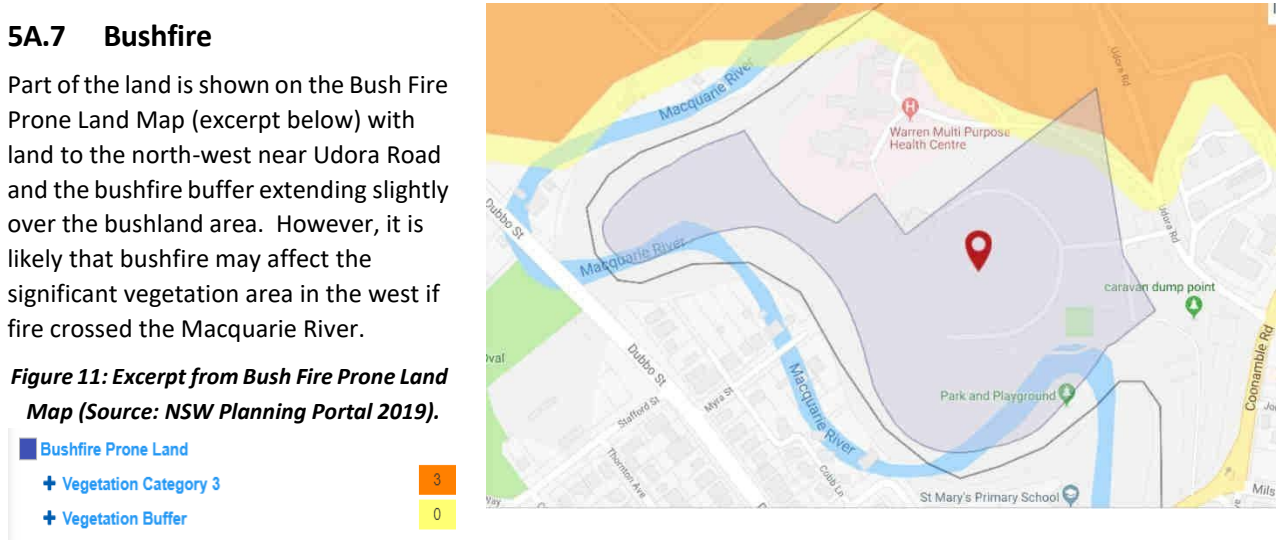 5A.7 Bushfire
Part of the land is shown on the Bush Fire
Prone Land Map (excerpt below) with
land to the north-west near Udora Road
and the bushfire buffer extending slightly
over the bushland area. However, it is
likely that bushfire may affect the
significant vegetation area in the west if
fire crossed the Macquarie River.
Figure 11: Excerpt from Bush Fire Prone Land
Map (Source: NSW Planning Portal 2019).
Bushfire Prone Land
+ Vegetation Category 3
3
+ Vegetation Buffer
0
Udora Rd
Macquarie River
H
Warren Multi Purpose
Health Centre
Dubbo St
Macquarie River
Udora Rd
caravan dump point
Oval
Dubbo St
Macquarie River
Park and Playground
Coonamble Rd
Stafford St
Myra St
Thornton Ave
Cobb Ln
St Mary's Primary School
Way
Mils